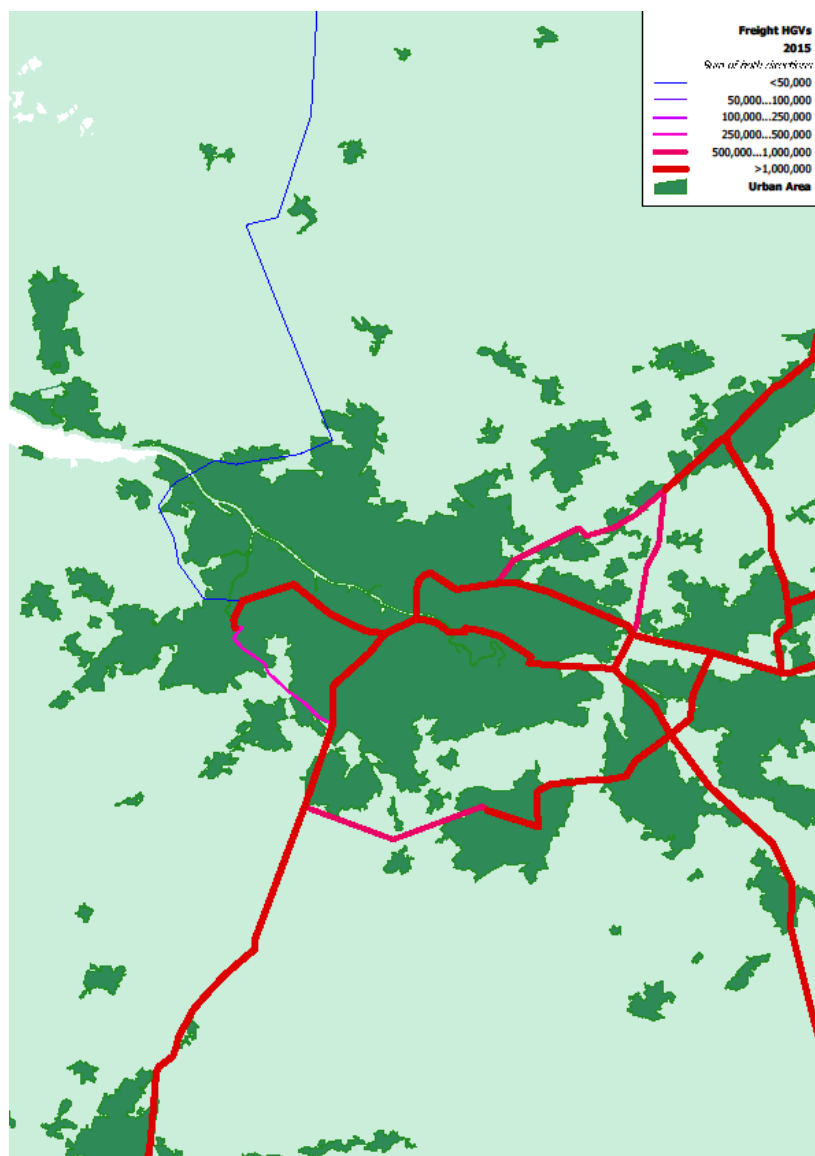 Freight HGVs
2015
Sum of both directions
<50,000
50,000...100,000
100,000...250,000
250,000...500,000
500,000...1,000,000
>1,000,000
Urban Area